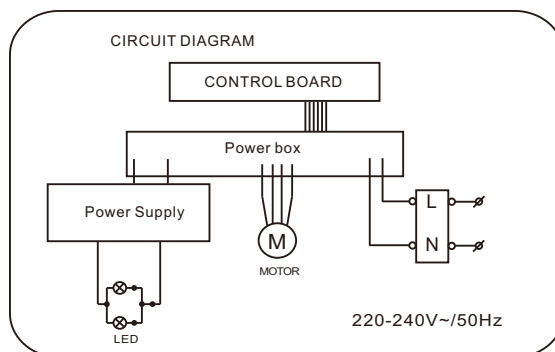 CIRCUIT DIAGRAM
CONTROL BOARD
Power box
Power Supply
L
M
N
MOTOR
220-240V~/50Hz
LED